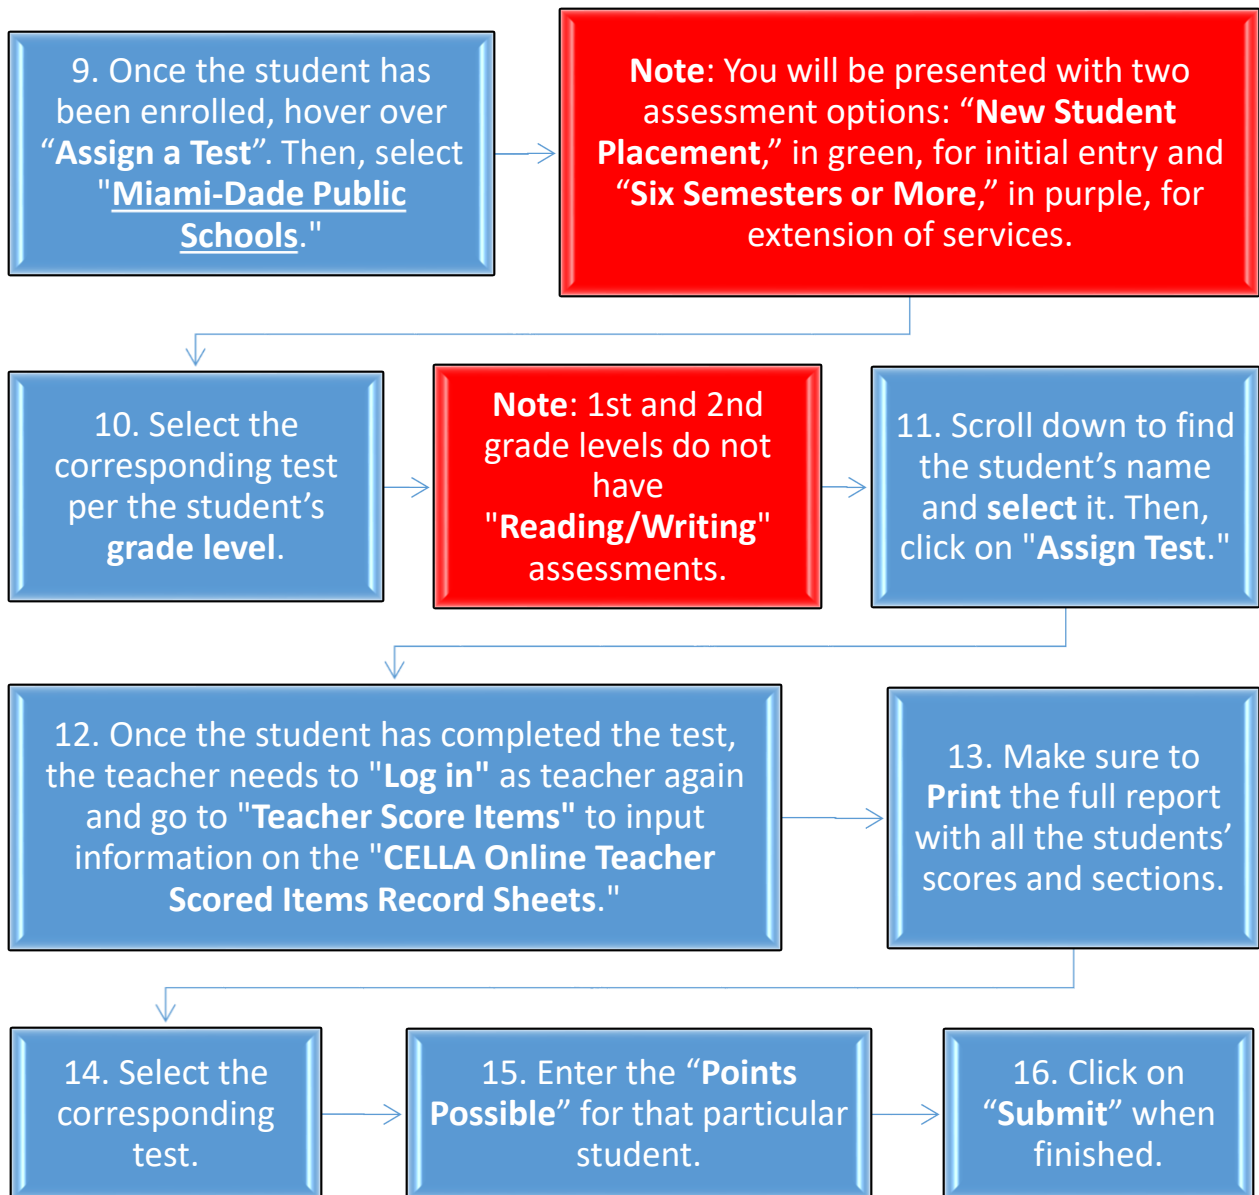 9. Once the student has
been enrolled, hover over
“Assign a Test”. Then, select
"Miami-Dade Public
Schools."
Note: You will be presented with two
assessment options: “New Student
Placement,” in green, for initial entry and
“Six Semesters or More,” in purple, for
extension of services.
10. Select the
corresponding test
per the student’s
grade level.
Note: 1st and 2nd
grade levels do not
have
"Reading/Writing"
assessments.
11. Scroll down to find
the student’s name
and select it. Then,
click on "Assign Test."
12. Once the student has completed the test,
the teacher needs to "Log in" as teacher again
and go to "Teacher Score Items" to input
information on the "CELLA Online Teacher
Scored Items Record Sheets."
13. Make sure to
Print the full report
with all the students’
scores and sections.
14. Select the
corresponding
test.
15. Enter the “Points
Possible” for that particular
student.
16. Click on
“Submit” when
finished.